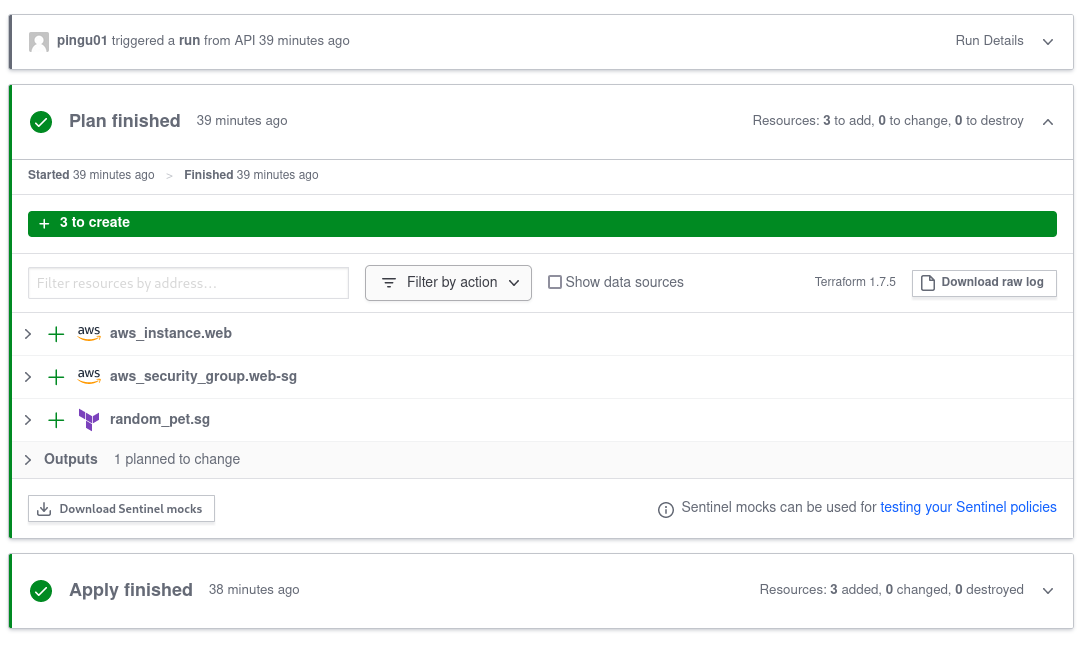 pingu01 triggered a run from API 39 minutes ago Run Details
Plan finished 39 minutes ago Resources: 3 to add, 0 to change, 0 to destroy
Started 39 minutes ago > Finished 39 minutes ago
+ 3 to create
Filter resources by address... Filter by action Show data sources Terraform 1.7.5 Download raw log
aws aws_instance.web
aws aws_security_group.web-sg
random_pet.sg
Outputs 1 planned to change
Download Sentinel mocks Sentinel mocks can be used for testing your Sentinel policies
Apply finished 38 minutes ago Resources: 3 added, 0 changed, 0 destroyed